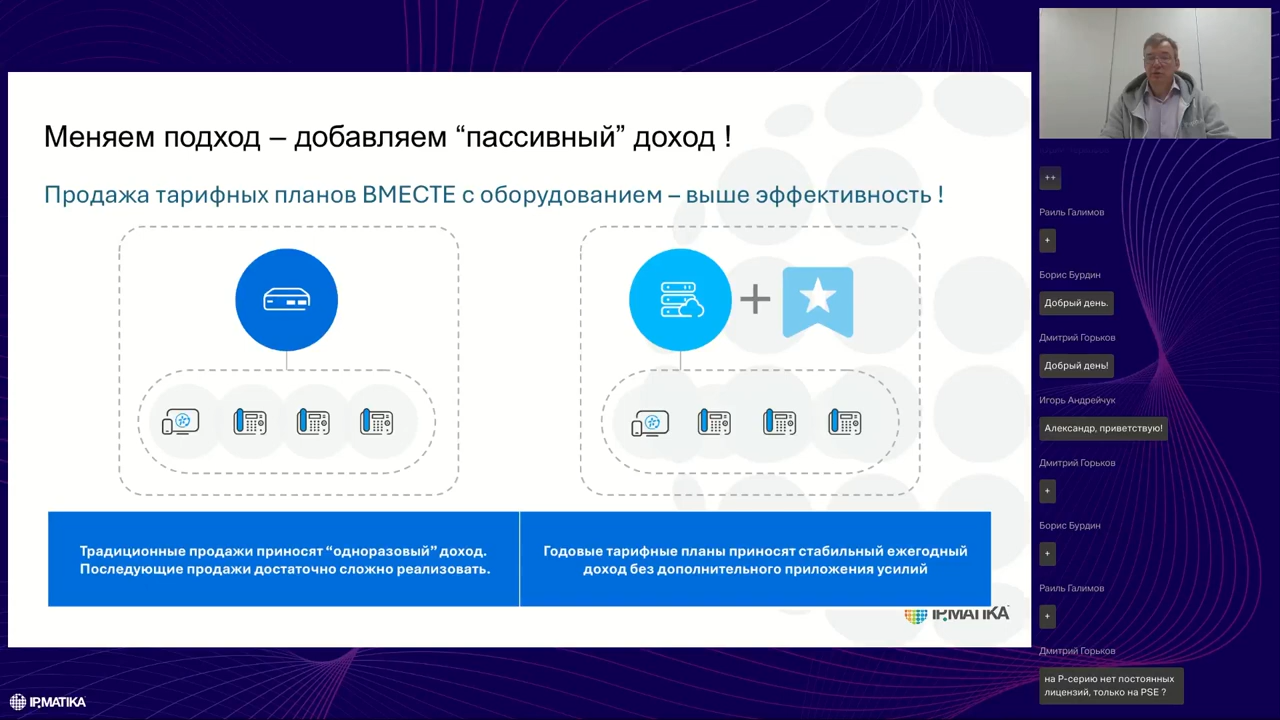 Меняем подход – добавляем “пассивный” доход !
Продажа тарифных планов ВМЕСТЕ с оборудованием – выше эффективность !
Традиционные продажи приносят “одноразовый” доход.
Последующие продажи достаточно сложно реализовать.
Годовые тарифные планы приносят стабильный ежегодный
доход без дополнительного приложения усилий
IPMATIKA
IPMATIKA
++
Раиль Галимов
+
Борис Бурдин
Добрый день.
Дмитрий Горьков
Добрый день!
Игорь Андрейчук
Александр, приветствую!
Дмитрий Горьков
+
Борис Бурдин
+
Раиль Галимов
+
Дмитрий Горьков
на P-серию нет постоянных
лицензий, только на PSE ?